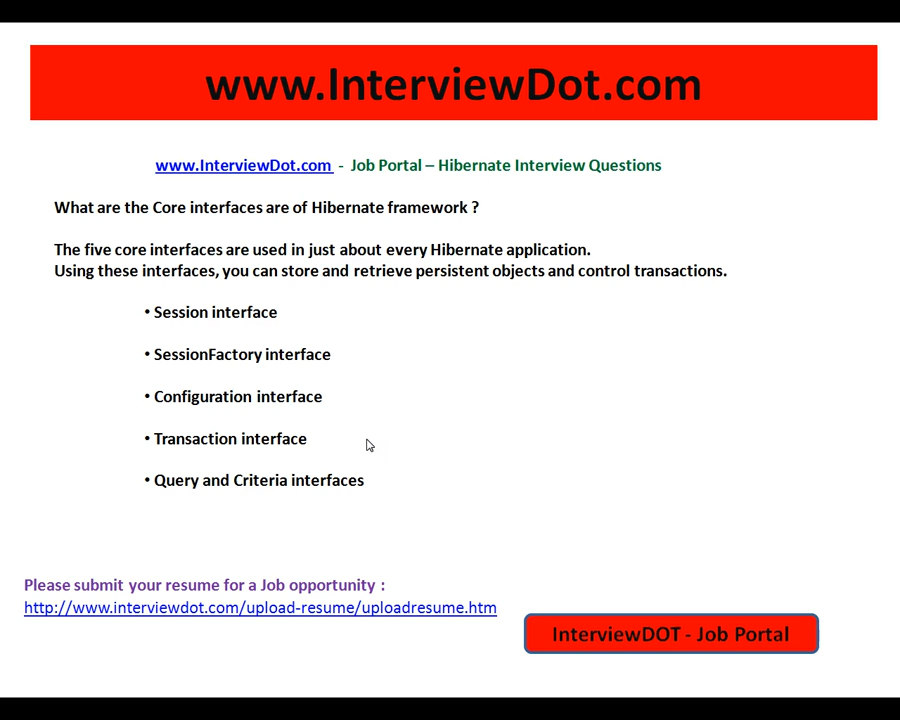 www.InterviewDot.com
www.InterviewDot.com - Job Portal – Hibernate Interview Questions
What are the Core interfaces are of Hibernate framework ?
The five core interfaces are used in just about every Hibernate application.
Using these interfaces, you can store and retrieve persistent objects and control transactions.
• Session interface
• SessionFactory interface
• Configuration interface
• Transaction interface
• Query and Criteria interfaces
Please submit your resume for a Job opportunity :
http://www.interviewdot.com/upload-resume/uploadresume.htm
InterviewDOT - Job Portal